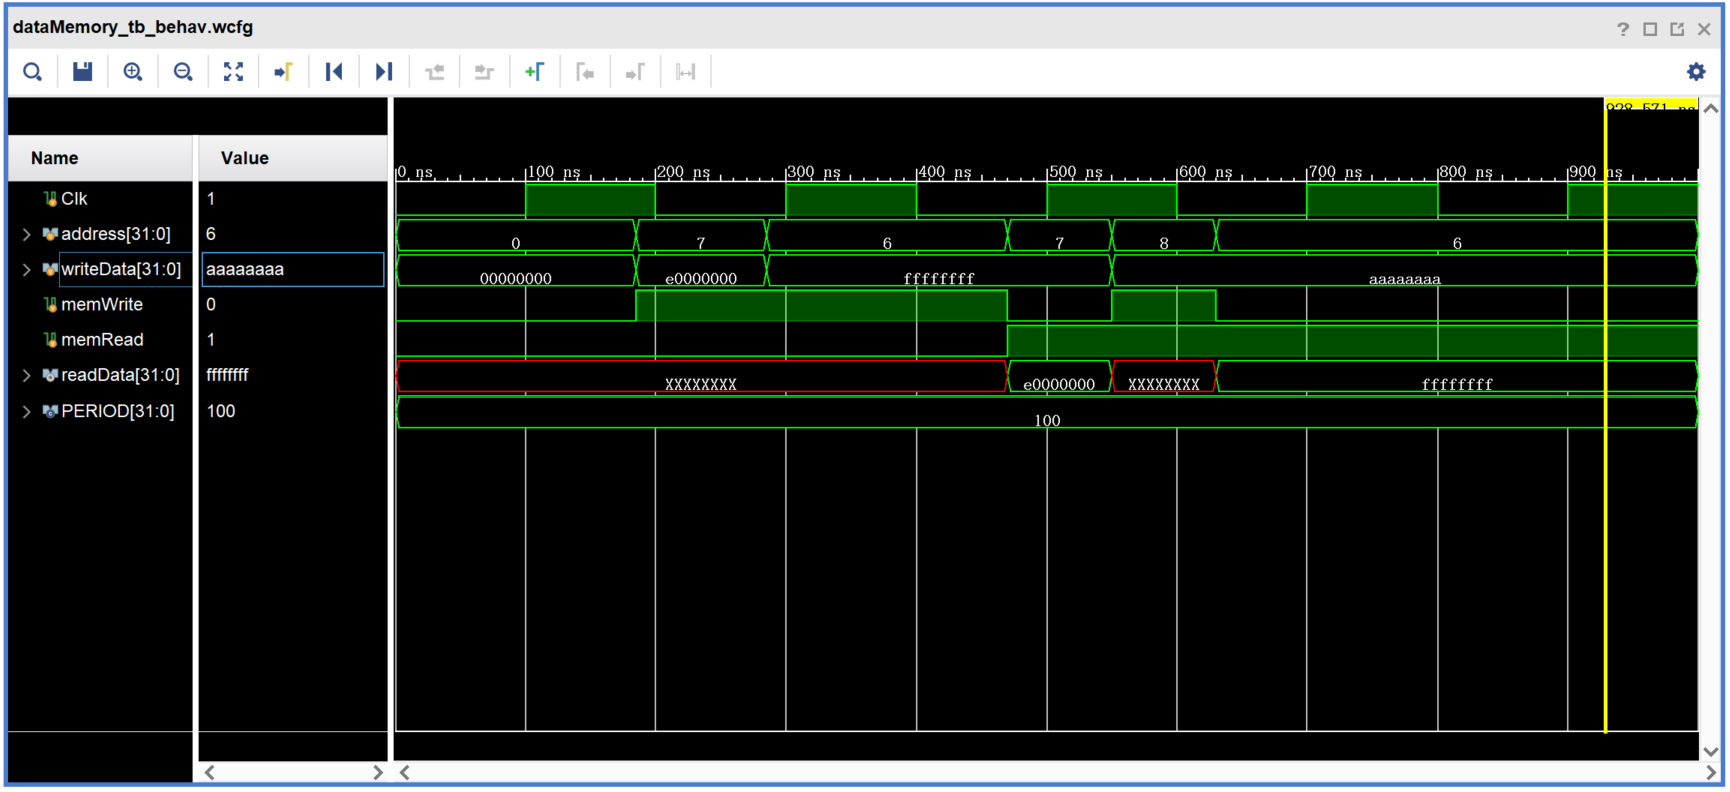 dataMemory_tb_behav.wcfg
928.571 ns
Name Value
0 ns 100 ns 200 ns 300 ns 400 ns 500 ns 600 ns 700 ns 800 ns 900 ns
Clk 1
address[31:0] 6 0 7 6 7 8 6
writeData[31:0] aaaaaaaa 00000000 e0000000 ffffffff aaaaaaaa
memWrite 0
memRead 1
readData[31:0] ffffffff XXXXXXXX e0000000 XXXXXXXX ffffffff
PERIOD[31:0] 100 100